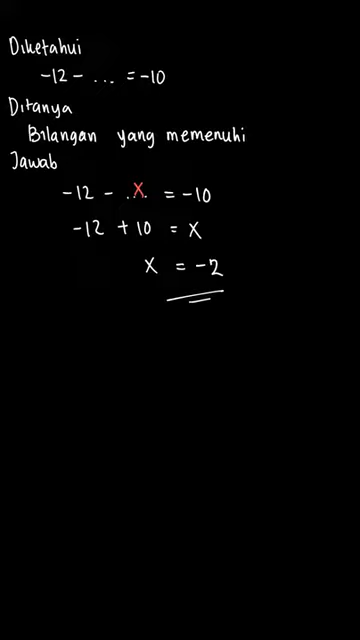 Diketahui
-12 - ... = -10
Ditanya
Bilangan yang memenuhi
Jawab
-12 - .X. = -10
-12 + 10 = X
X = -2